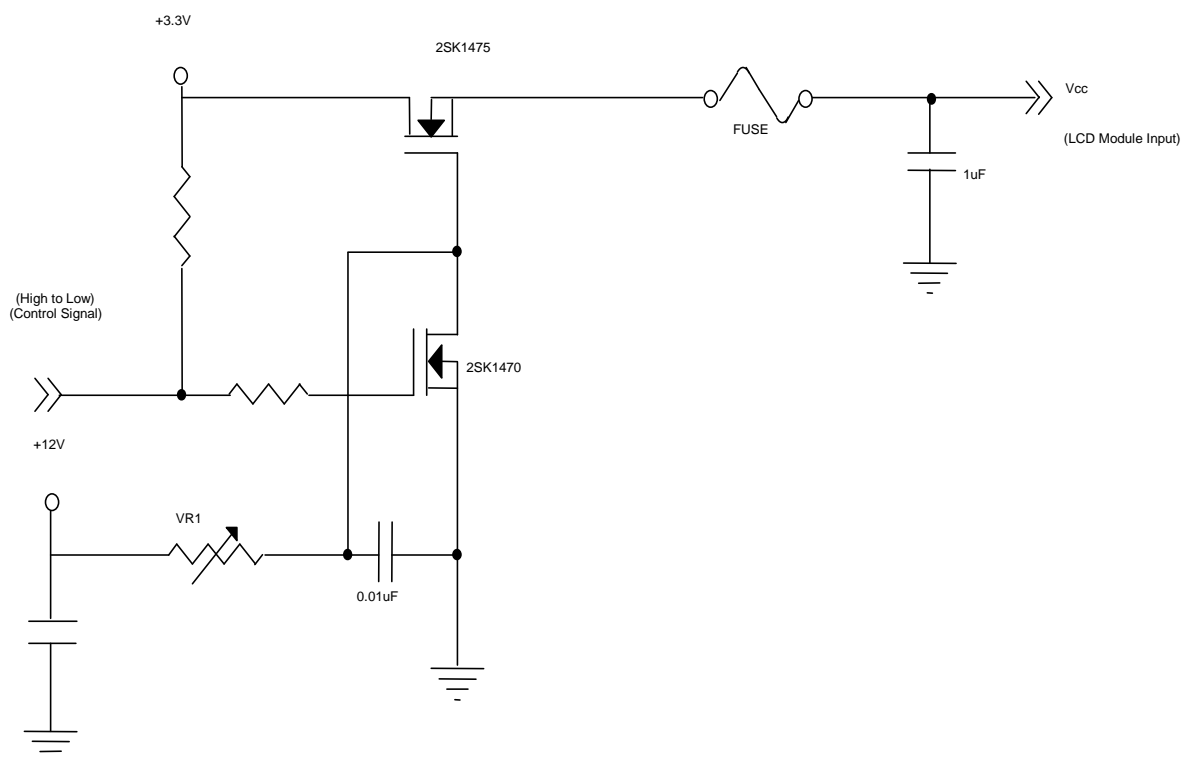 +3.3V
2SK1475
Vcc
FUSE
(LCD Module Input)
1uF
(High to Low)
(Control Signal)
2SK1470
+12V
VR1
0.01uF